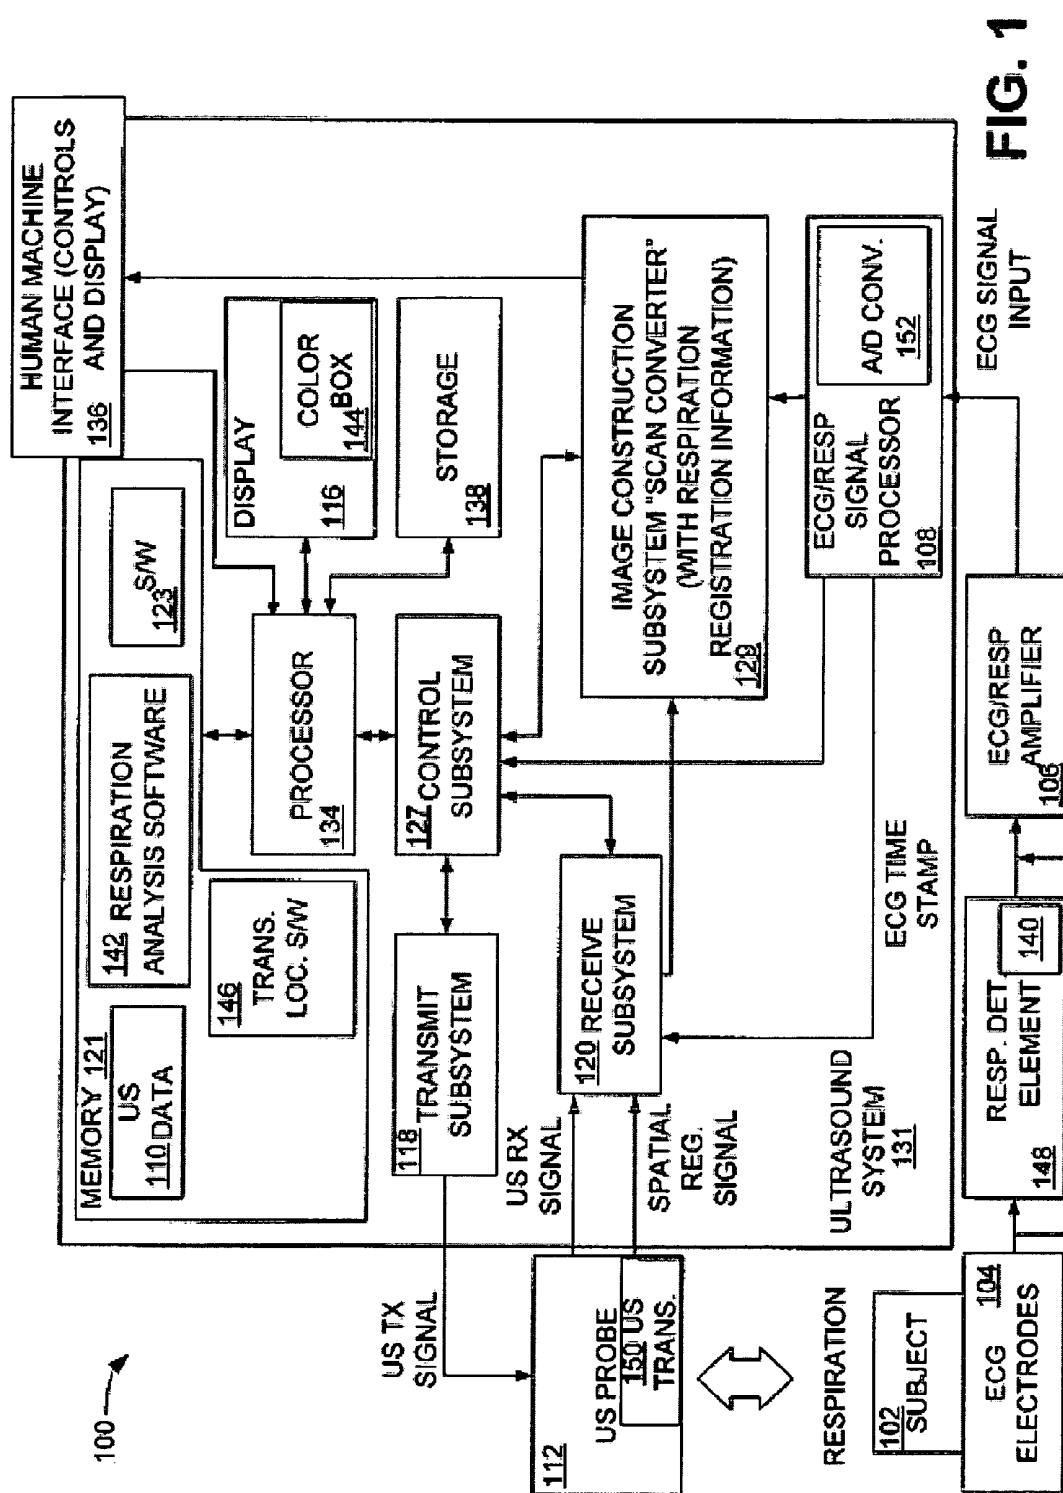 100
HUMAN MACHINE
INTERFACE (CONTROLS
136 AND DISPLAY)
MEMORY 121
US
110 DATA
142 RESPIRATION
ANALYSIS SOFTWARE
S/W
123
146 TRANS.
LOC. S/W
PROCESSOR
134
DISPLAY
116
COLOR
BOX
144
STORAGE
138
US TX
SIGNAL
118 TRANSMIT
SUBSYSTEM
127 CONTROL
SUBSYSTEM
US PROBE
112
150 US
TRANS.
US RX
SIGNAL
SPATIAL
REG.
SIGNAL
120 RECEIVE
SUBSYSTEM
IMAGE CONSTRUCTION
SUBSYSTEM "SCAN CONVERTER"
(WITH RESPIRATION
REGISTRATION INFORMATION)
129
ECG/RESP
SIGNAL
PROCESSOR
108
A/D CONV.
152
ULTRASOUND
SYSTEM
131
ECG TIME
STAMP
RESPIRATION
102
SUBJECT
ECG 104
ELECTRODES
RESP. DET.
ELEMENT
148
140
ECG/RESP
AMPLIFIER
106
ECG SIGNAL
INPUT
FIG. 1